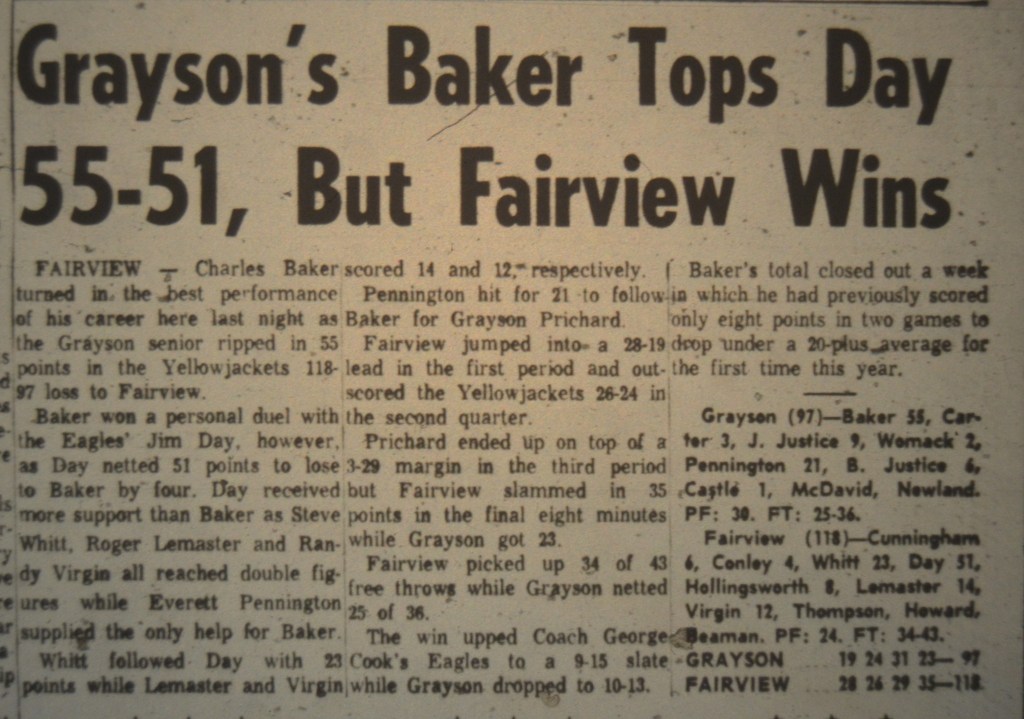 Grayson's Baker Tops Day
55-51, But Fairview Wins
FAIRVIEW — Charles Baker
turned in the best performance
of his career here last night as
the Grayson senior ripped in 55
points in the Yellowjackets 118-
97 loss to Fairview.
Baker won a personal duel with
the Eagles' Jim Day, however,
as Day netted 51 points to lose
to Baker by four. Day received
more support than Baker as Steve
Whitt, Roger Lemaster and Ran-
dy Virgin all reached double fig-
ures while Everett Pennington
supplied the only help for Baker.
Whitt followed Day with 23
points while Lemaster and Virgin
scored 14 and 12, respectively.
Pennington hit for 21 to follow
Baker for Grayson Prichard.
Fairview jumped into a 28-19
lead in the first period and out-
scored the Yellowjackets 26-24 in
the second quarter.
Prichard ended up on top of a
3-29 margin in the third period
but Fairview slammed in 35
points in the final eight minutes
while Grayson got 23.
Fairview picked up 34 of 43
free throws while Grayson netted
25 of 36.
The win upped Coach George
Cook's Eagles to a 9-15 slate
while Grayson dropped to 10-13.
Baker's total closed out a week
in which he had previously scored
only eight points in two games to
drop under a 20-plus average for
the first time this year.
Grayson (97)—Baker 55, Car-
ter 3, J. Justice 9, Womack 2,
Pennington 21, B. Justice 6,
Castle 1, McDavid, Newland.
PF: 30. FT: 25-36.
Fairview (118)—Cunningham
6, Conley 4, Whitt 23, Day 51,
Hollingsworth 8, Lemaster 14,
Virgin 12, Thompson, Howard,
Beaman. PF: 24. FT: 34-43.
GRAYSON 19 24 31 23— 97
FAIRVIEW 28 26 29 35—118